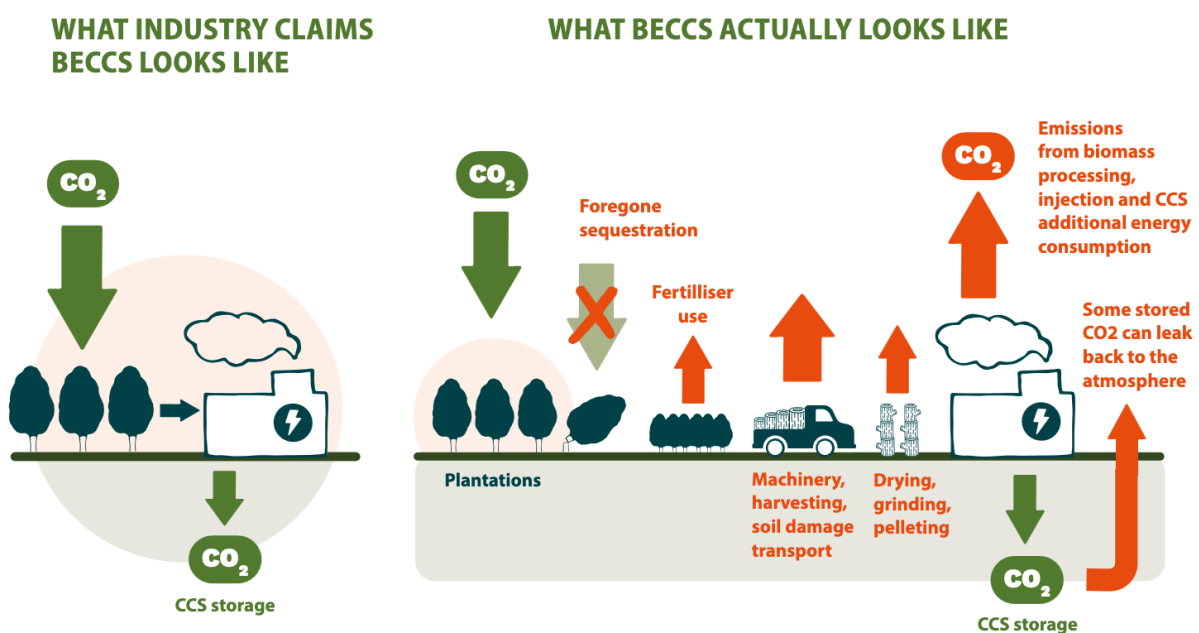 WHAT INDUSTRY CLAIMS
BECCS LOOKS LIKE
CO2
CO2
CCS storage
WHAT BECCS ACTUALLY LOOKS LIKE
CO2
Foregone
sequestration
Fertilliser
use
CO2
Emissions
from biomass
processing,
injection and CCS
additional energy
consumption
Some stored
CO2 can leak
back to the
atmosphere
Plantations
Machinery,
harvesting,
soil damage
transport
Drying,
grinding,
pelleting
CO2
CCS storage